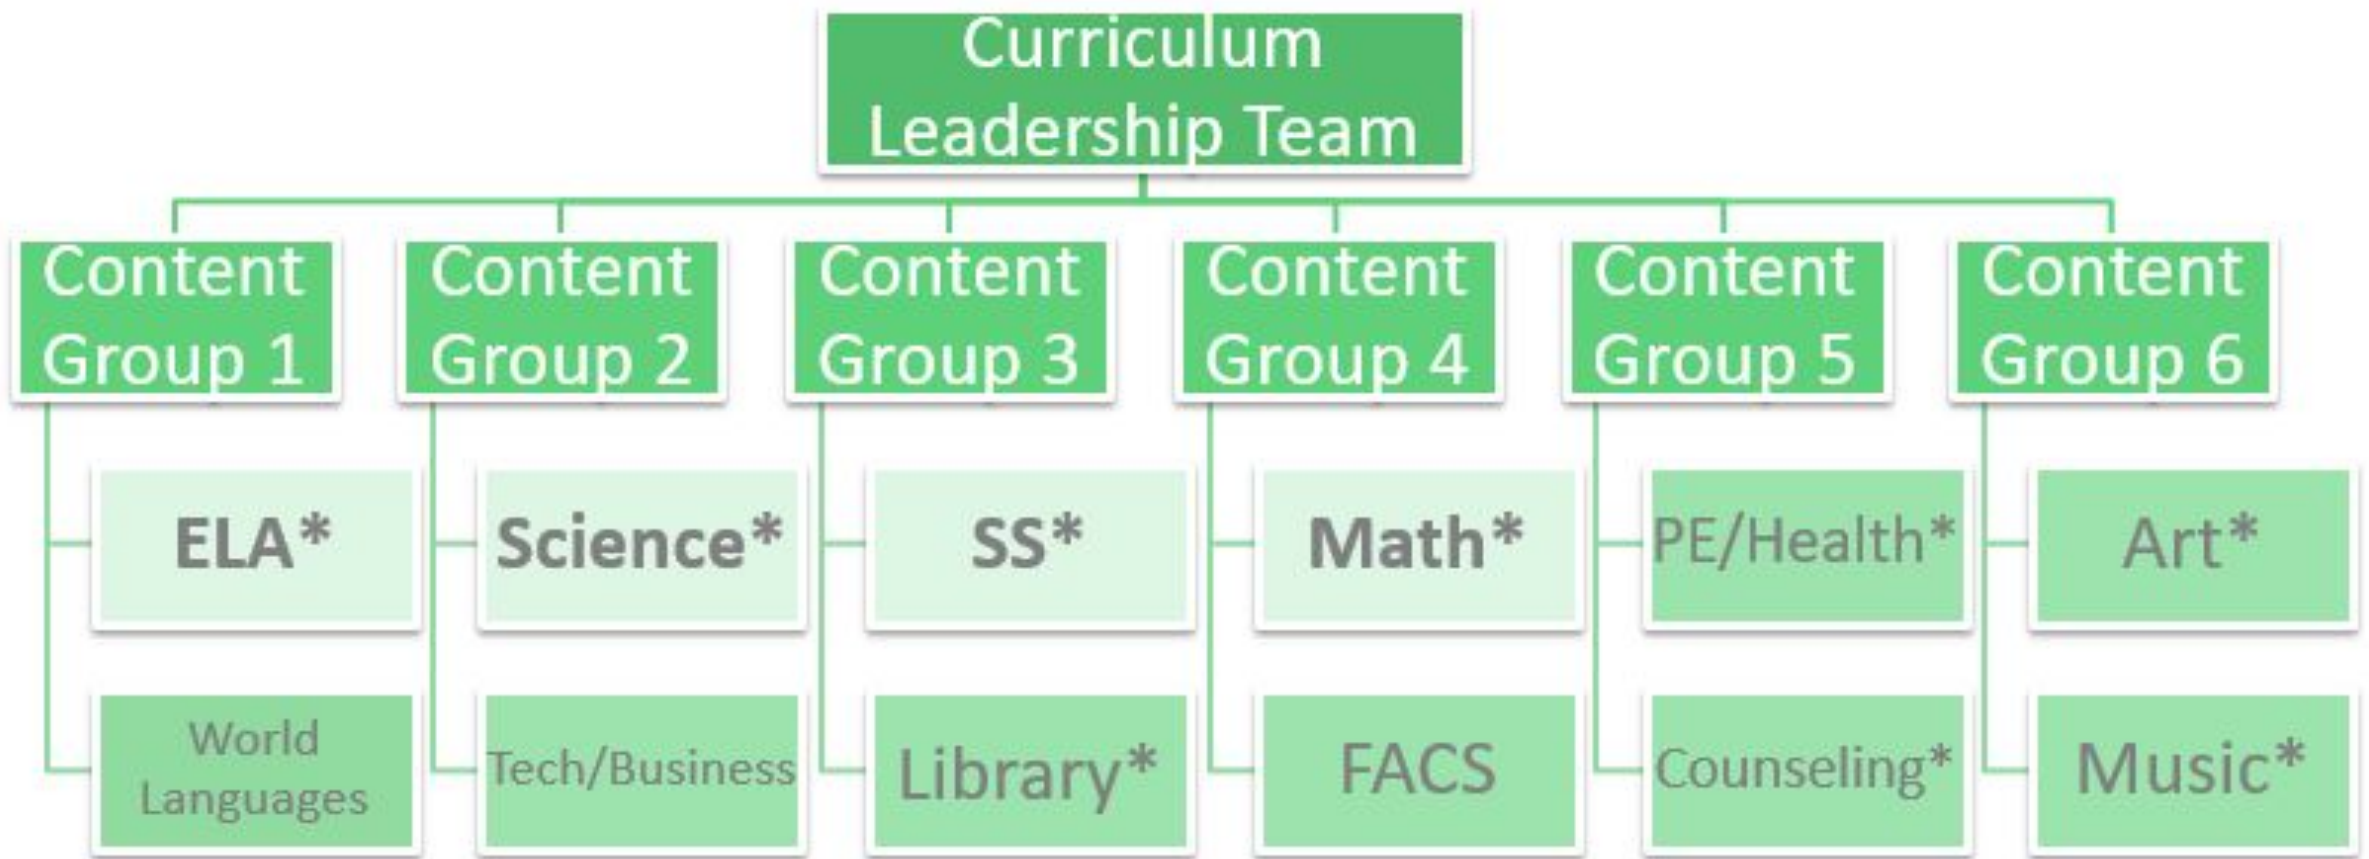 Curriculum
Leadership Team
Content
Group 1
Content
Group 2
Content
Group 3
Content
Group 4
Content
Group 5
Content
Group 6
ELA*
Science*
SS*
Math*
PE/Health*
Art*
World
Languages
Tech/Business
Library*
FACS
Counseling*
Music*